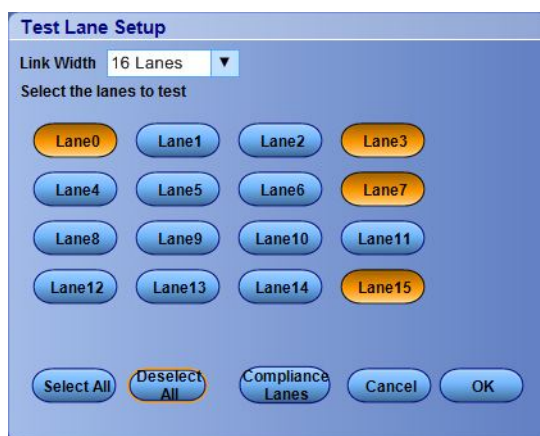 Test Lane Setup
Link Width 16 Lanes
Select the lanes to test
Lane0 Lane1 Lane2 Lane3
Lane4 Lane5 Lane6 Lane7
Lane8 Lane9 Lane10 Lane11
Lane12 Lane13 Lane14 Lane15
Select All Deselect All Compliance Lanes Cancel OK